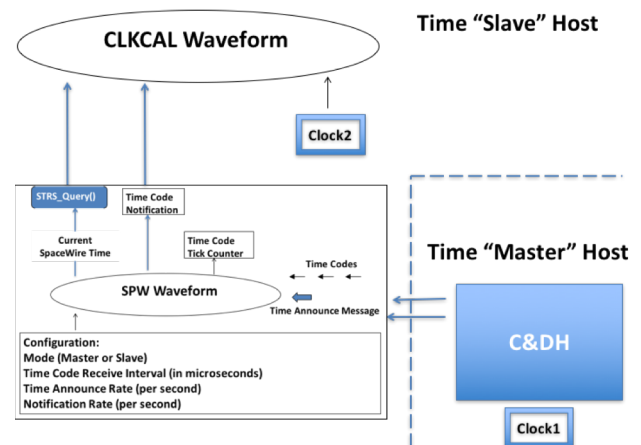 CLKCAL Waveform
Time “Slave” Host
Clock2
STRS_Query()
Time Code
Notification
Current
SpaceWire Time
Time Code
Tick Counter
Time Codes
SPW Waveform
Time Announce Message
Time “Master” Host
C&DH
Clock1
Configuration:
Mode (Master or Slave)
Time Code Receive Interval (in microseconds)
Time Announce Rate (per second)
Notification Rate (per second)